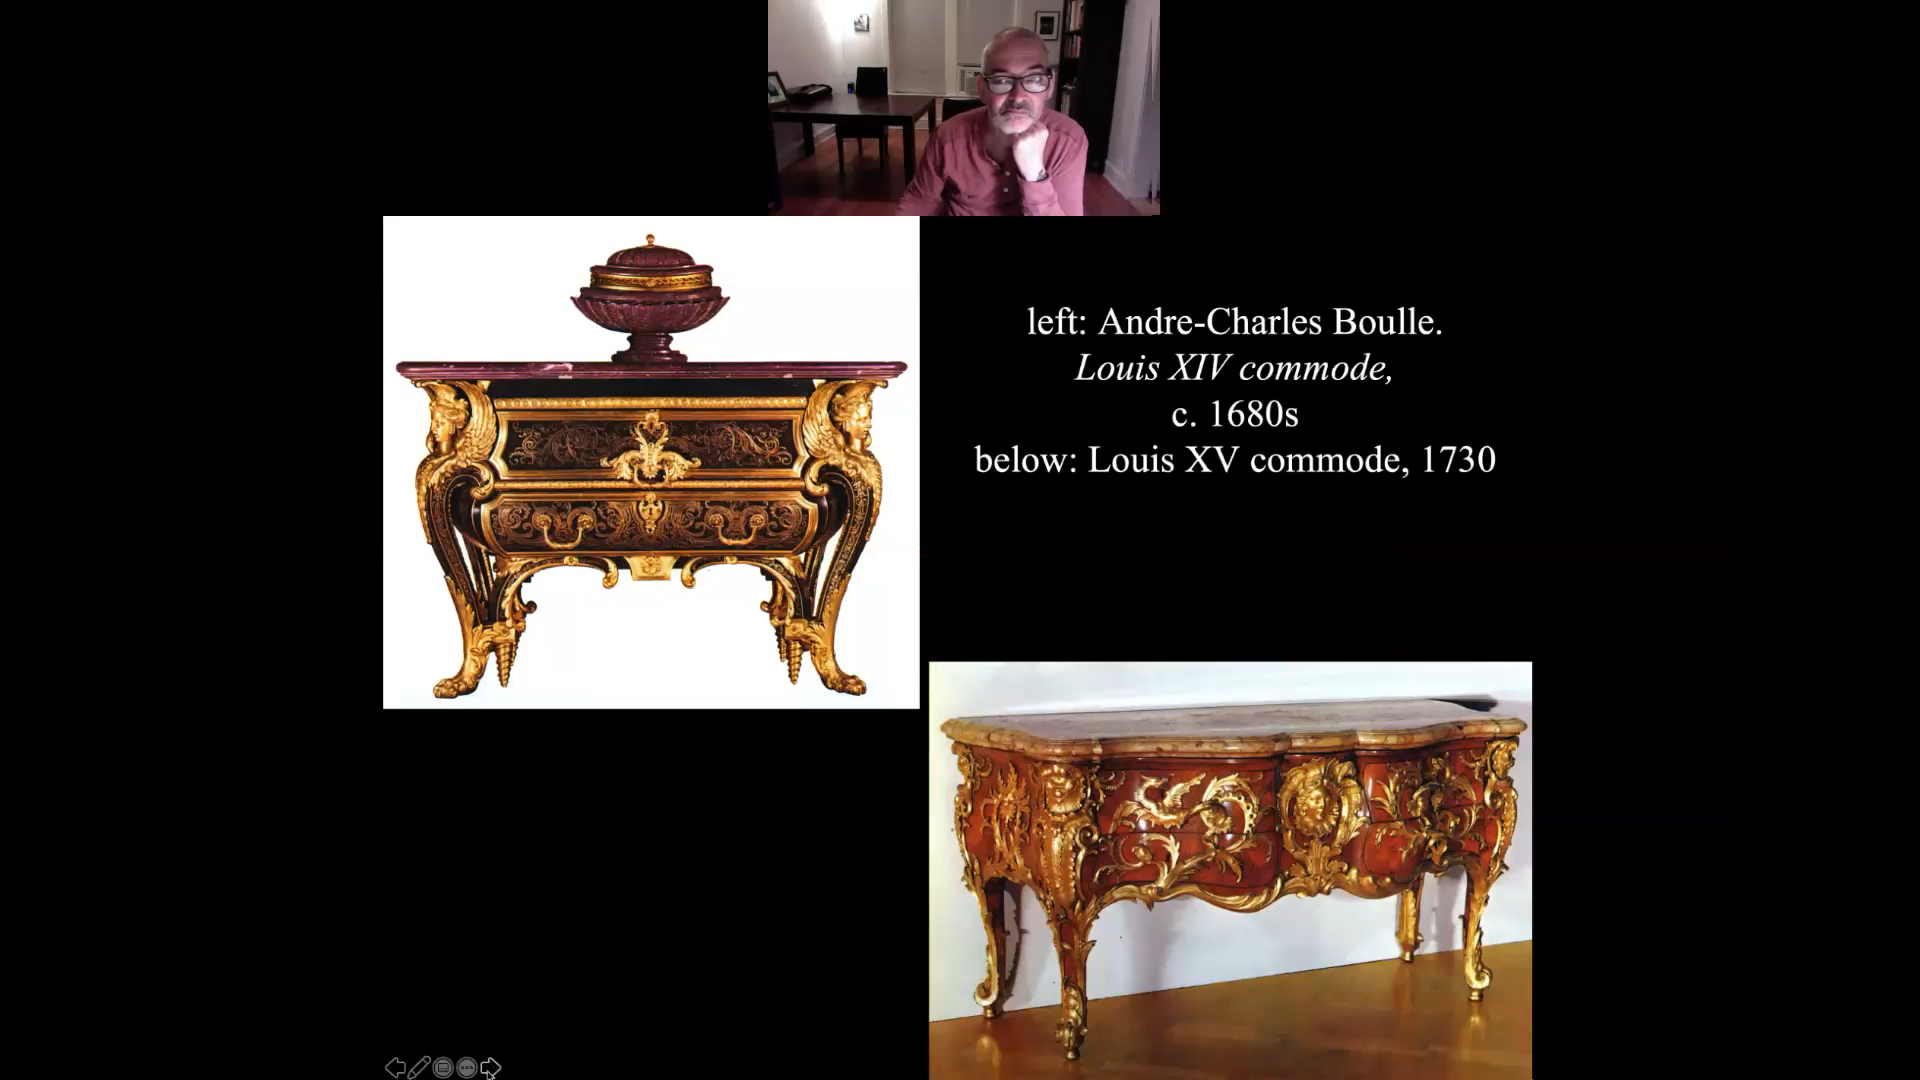 left: Andre-Charles Boulle.
Louis XIV commode,
c. 1680s
below: Louis XV commode, 1730